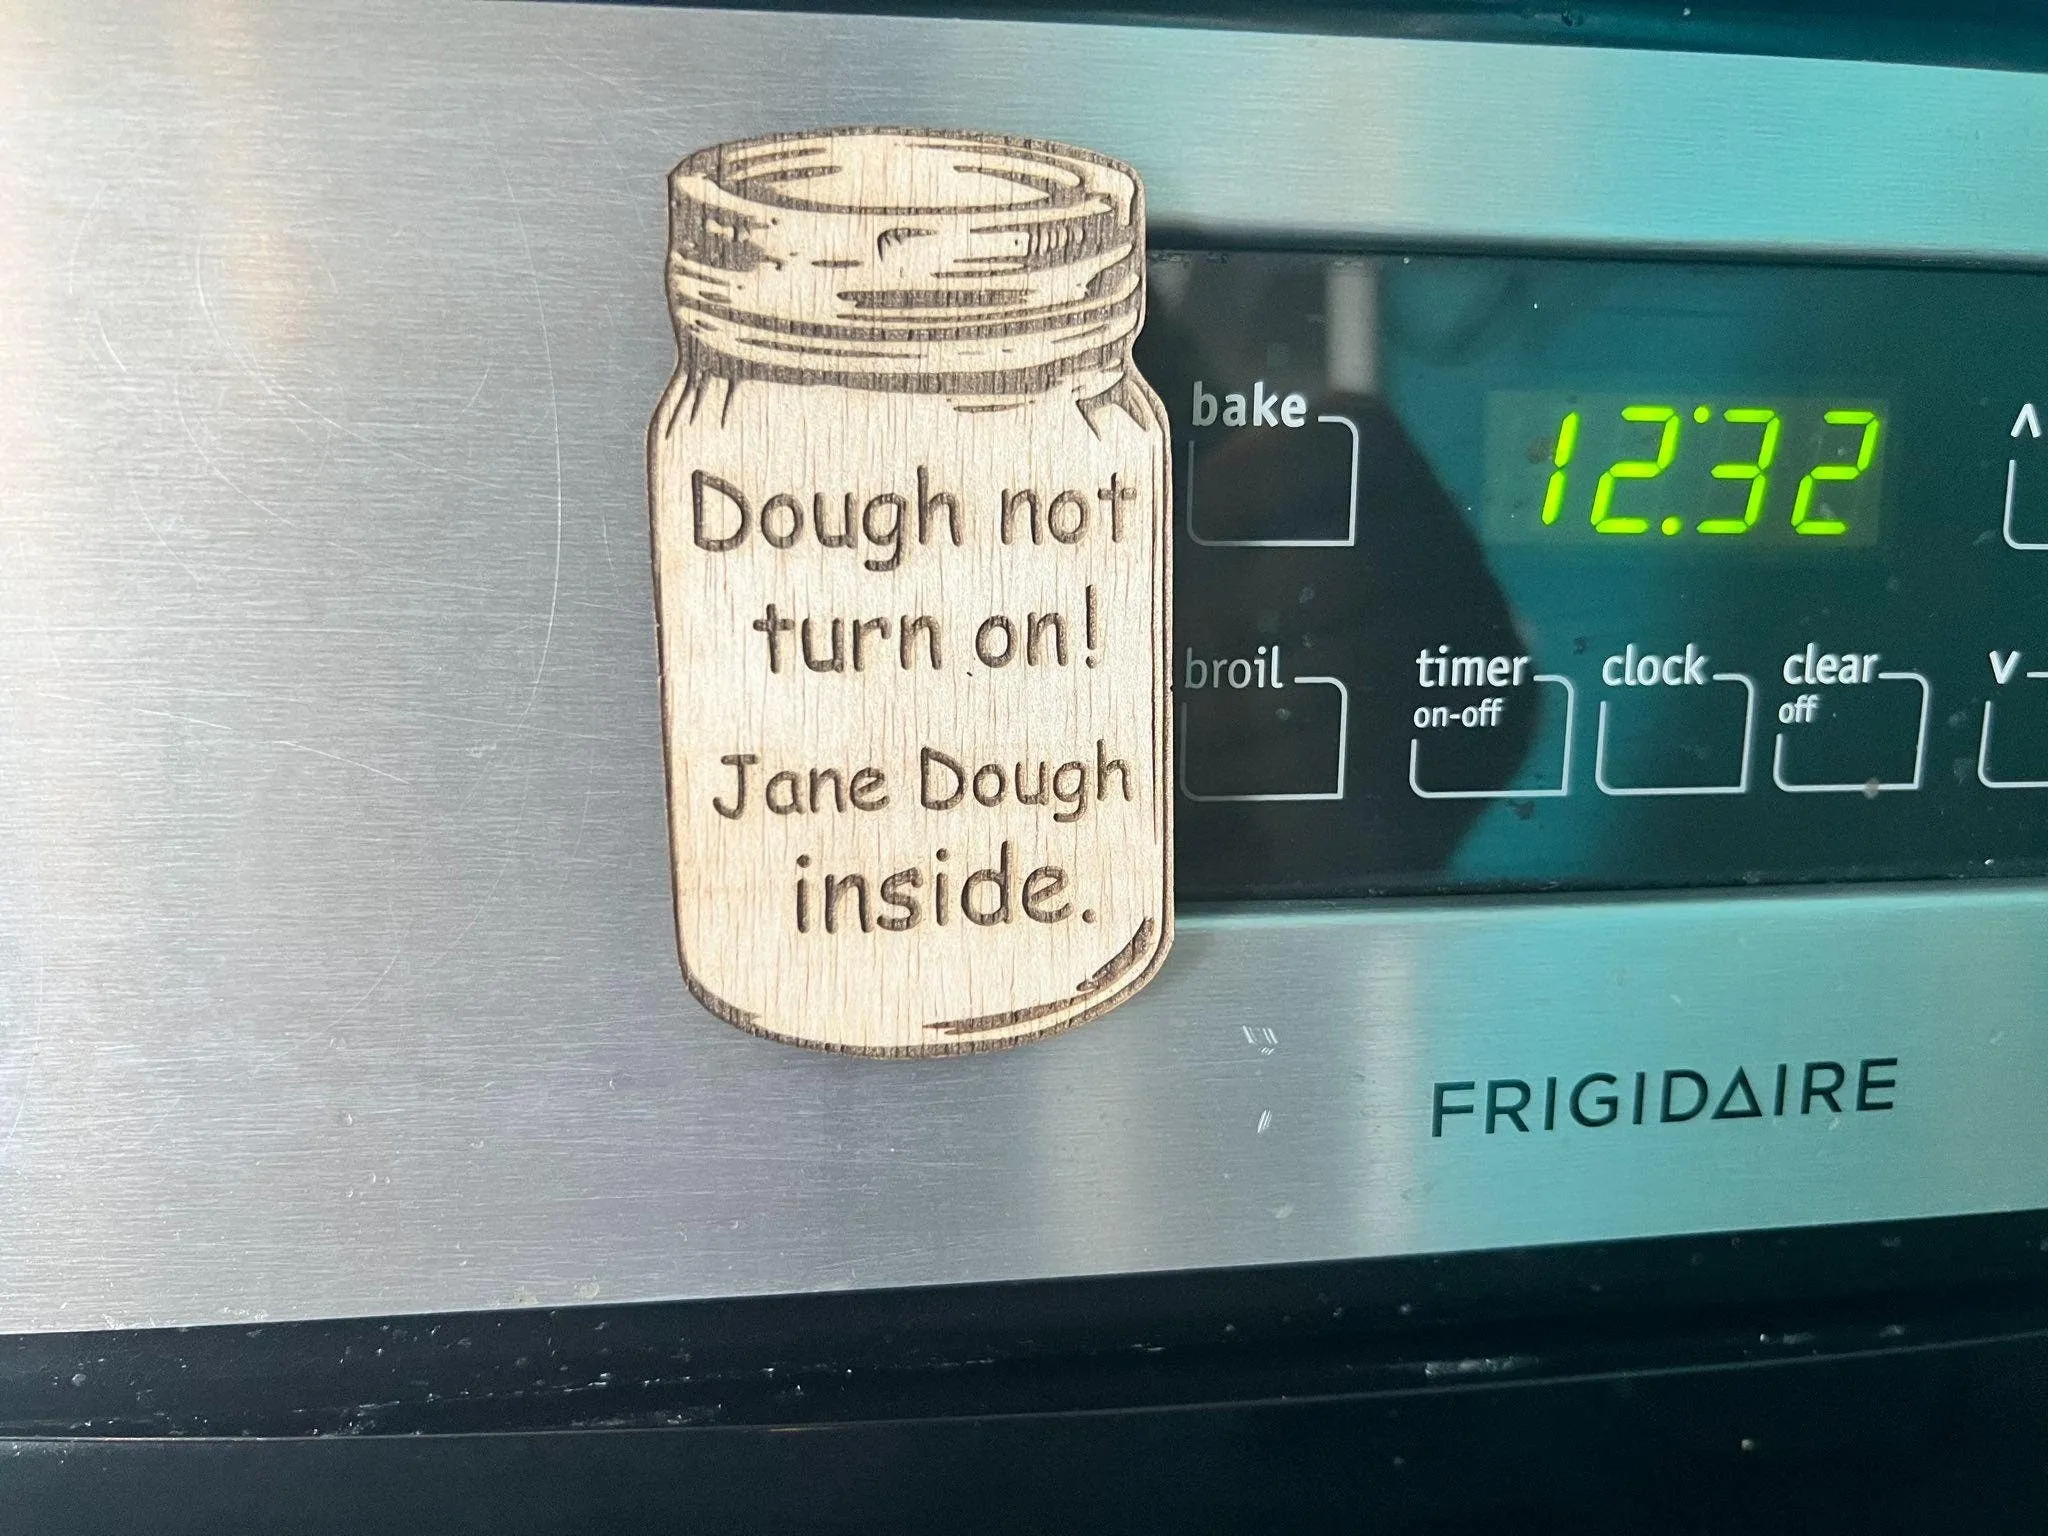 Dough not
turn on!
Jane Dough
inside.
bake
12:32
^
broil
timer
on-off
clock
clear
off
v
FRIGIDAIRE